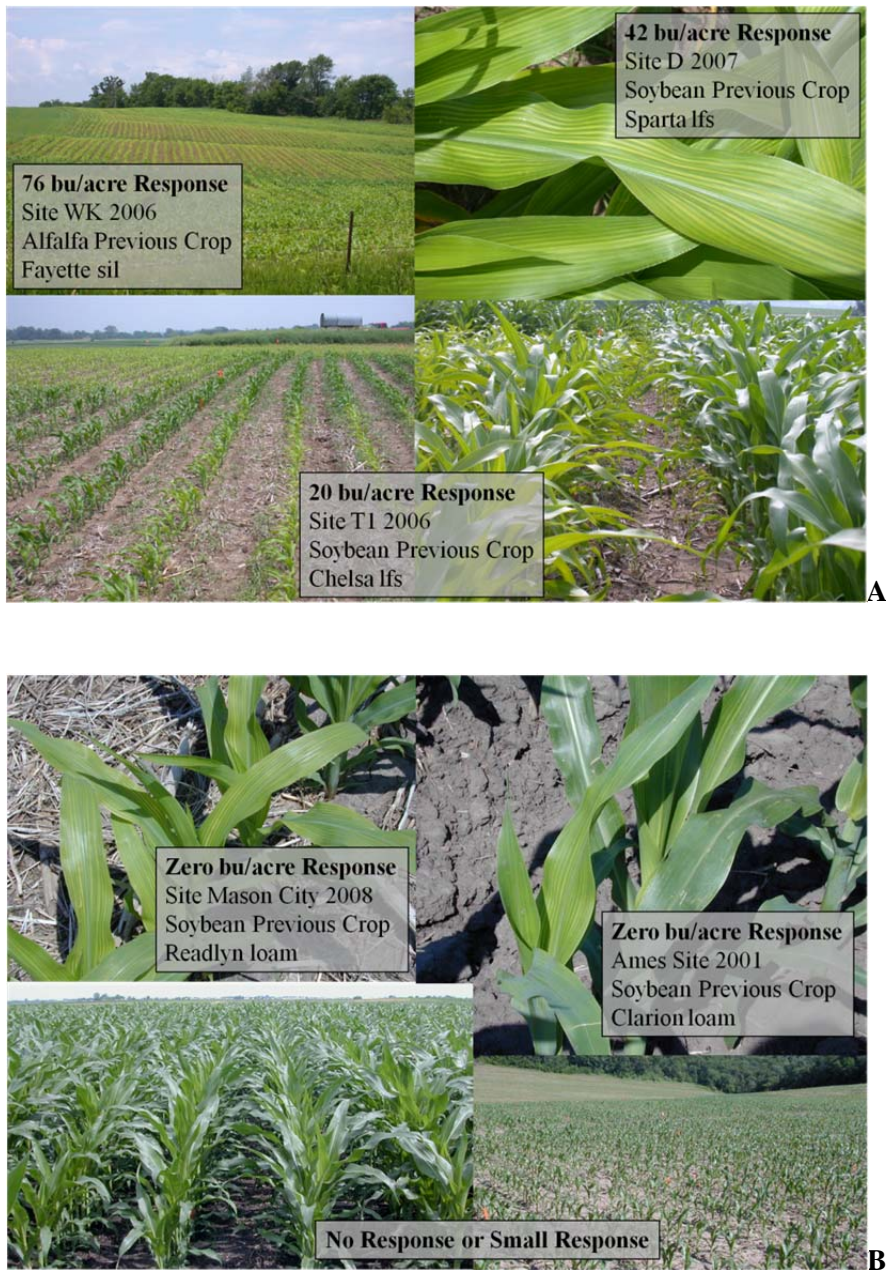 42 bu/acre Response
Site D 2007
Soybean Previous Crop
Sparta lfs
76 bu/acre Response
Site WK 2006
Alfalfa Previous Crop
Fayette sil
20 bu/acre Response
Site T1 2006
Soybean Previous Crop
Chelsa lfs
A
Zero bu/acre Response
Site Mason City 2008
Soybean Previous Crop
Readlyn loam
Zero bu/acre Response
Ames Site 2001
Soybean Previous Crop
Clarion loam
No Response or Small Response
B